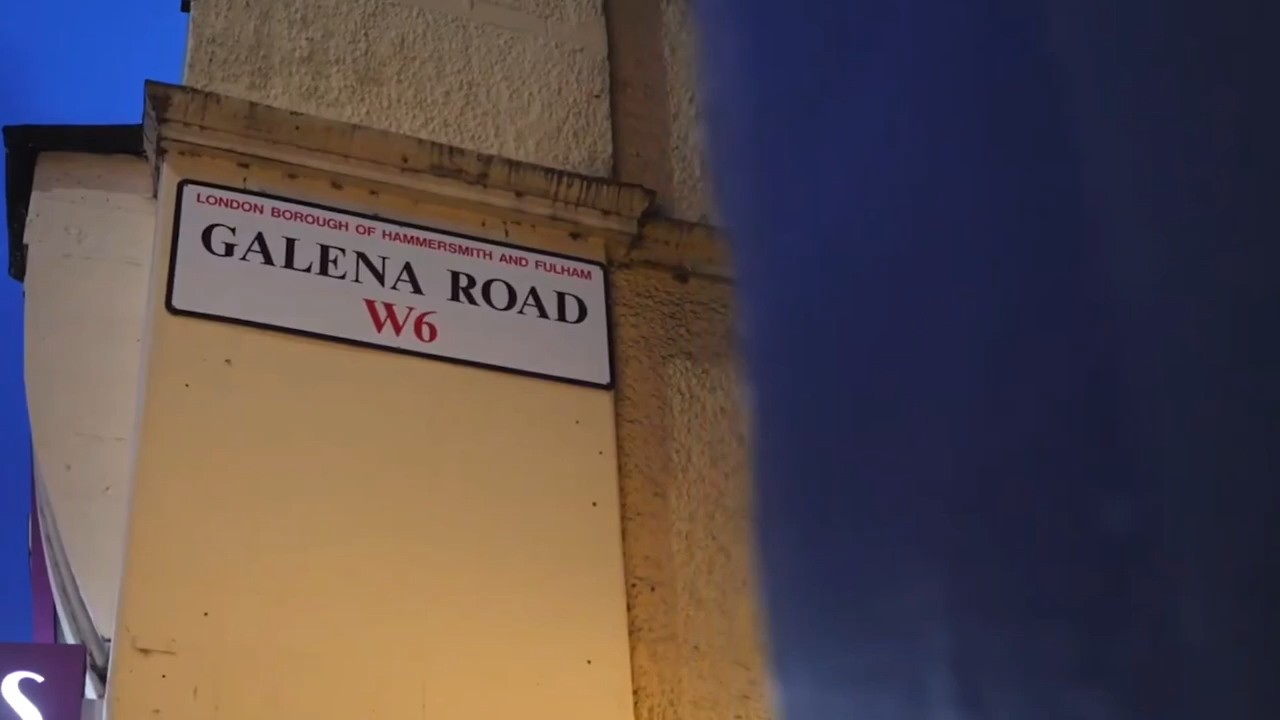 LONDON BOROUGH OF HAMMERSMITH AND FULHAM
GALENA ROAD
W6
S